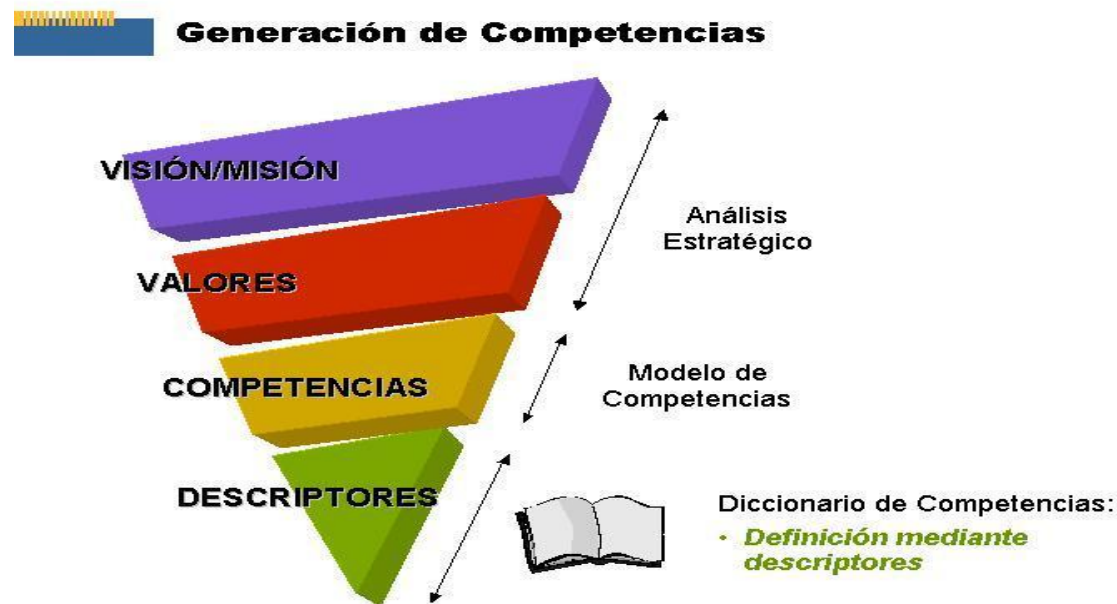 Generación de Competencias
VISIÓN/MISIÓN
VALORES
COMPETENCIAS
DESCRIPTORES
Análisis
Estratégico
Modelo de
Competencias
Diccionario de Competencias:
• Definición mediante
descriptores